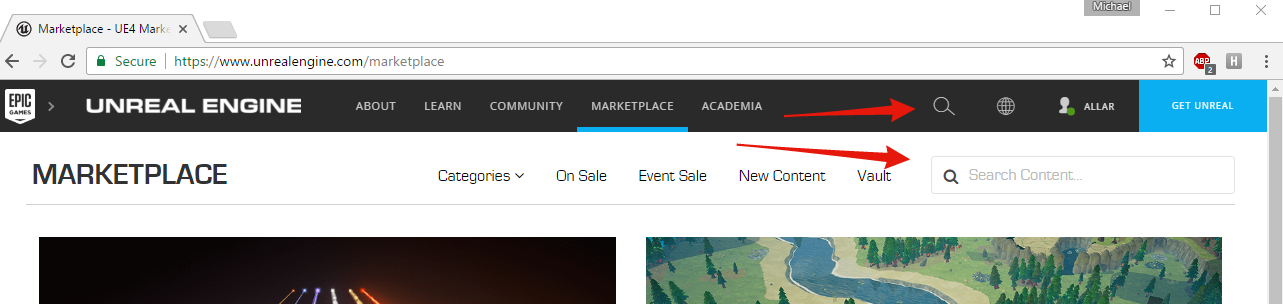 Michael
Marketplace - UE4 Marke
Secure https://www.unrealengine.com/marketplace ABP 2 H
EPIC GAMES UNREAL ENGINE ABOUT LEARN COMMUNITY MARKETPLACE ACADEMIA ALLAR GET UNREAL
MARKETPLACE Categories On Sale Event Sale New Content Vault Search Content...